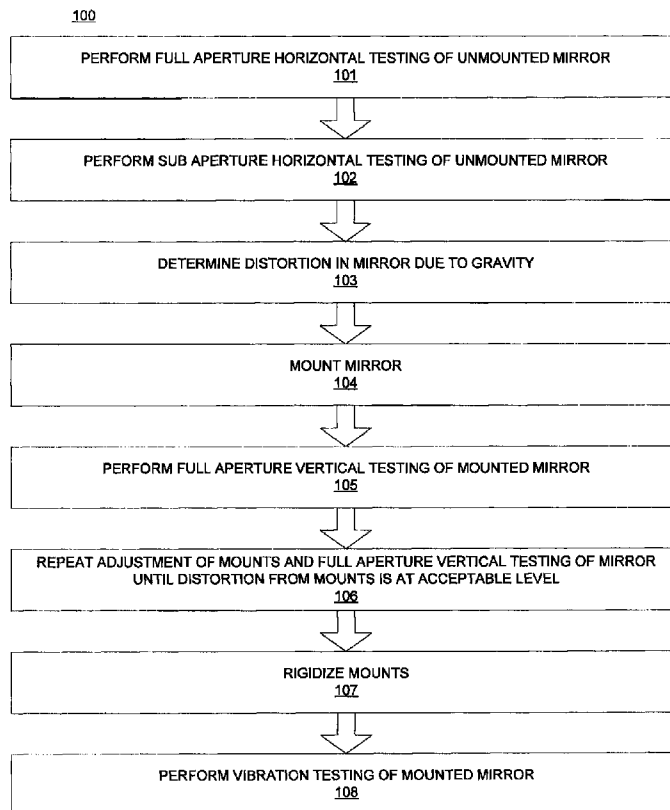 100
PERFORM FULL APERTURE HORIZONTAL TESTING OF UNMOUNTED MIRROR
101
PERFORM SUB APERTURE HORIZONTAL TESTING OF UNMOUNTED MIRROR
102
DETERMINE DISTORTION IN MIRROR DUE TO GRAVITY
103
MOUNT MIRROR
104
PERFORM FULL APERTURE VERTICAL TESTING OF MOUNTED MIRROR
105
REPEAT ADJUSTMENT OF MOUNTS AND FULL APERTURE VERTICAL TESTING OF MIRROR
UNTIL DISTORTION FROM MOUNTS IS AT ACCEPTABLE LEVEL
106
RIGIDIZE MOUNTS
107
PERFORM VIBRATION TESTING OF MOUNTED MIRROR
108